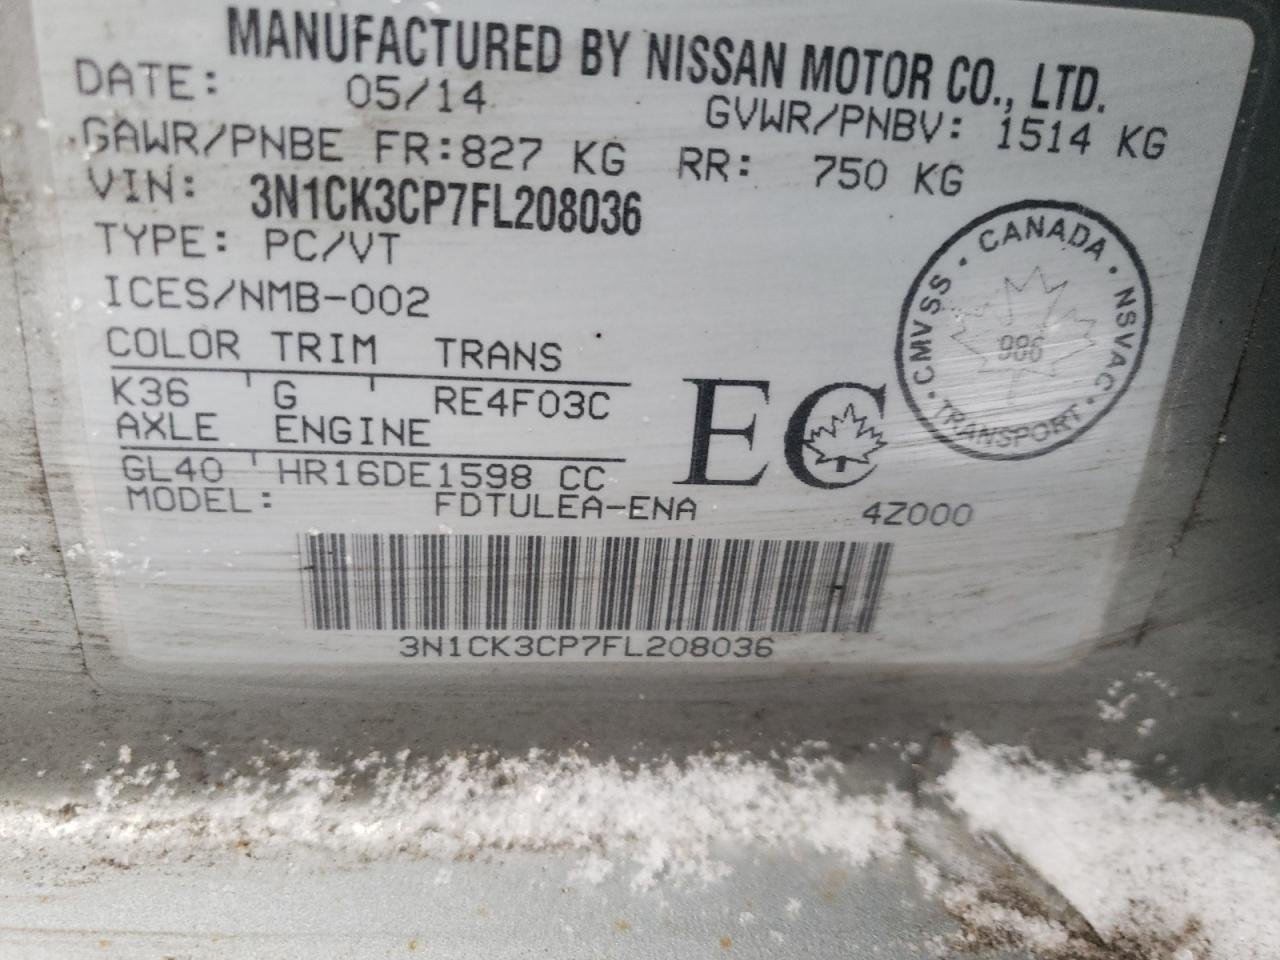 MANUFACTURED BY NISSAN MOTOR CO., LTD.
DATE: 05/14 GVWR/PNBV: 1514 KG
GAWR/PNBE FR:827 KG RR: 750 KG
VIN: 3N1CK3CP7FL208036
TYPE: PC/VT
ICES/NMB-002
COLOR TRIM TRANS
K36 G RE4F03C
AXLE ENGINE
GL40 HR16DE1598 CC
MODEL: FDTULEA-ENA 4Z000
EC
CANADA · NSVAC · TRANSPORT · CMVSS ·
986
3N1CK3CP7FL208036